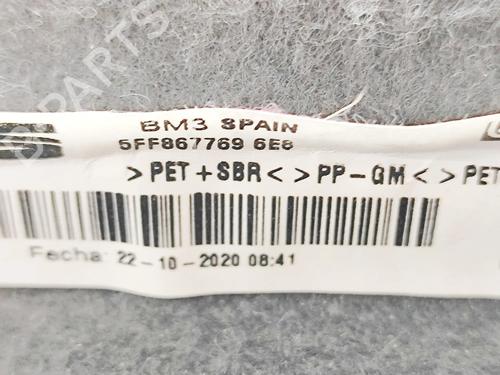 BM3 SPAIN
5FF867769 6E8
>PET+SBR< >PP-GM< >PET
Fecha: 22-10-2020 08:41